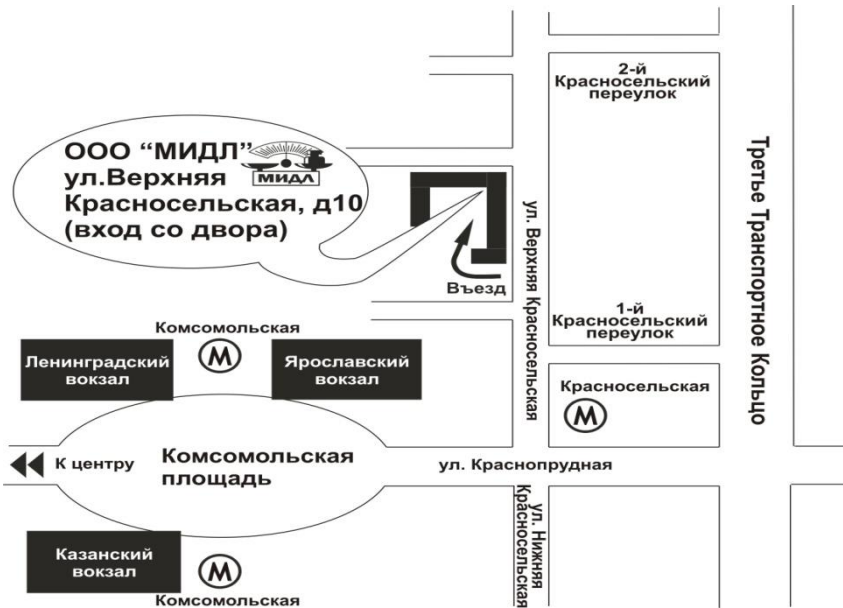 2-й
Красносельский
переулок
ООО “МИДЛ”
МИДЛ
ул.Верхняя
Красносельская, д10
(вход со двора)
Третье Транспортное Кольцо
ул. Верхняя Красносельская
Въезд
1-й
Красносельский
переулок
Комсомольская
М
Ленинградский
вокзал
Ярославский
вокзал
Красносельская
М
К центру
Комсомольская
площадь
ул. Краснопрудная
ул. Нижняя
Красносельская
Казанский
вокзал
М
Комсомольская